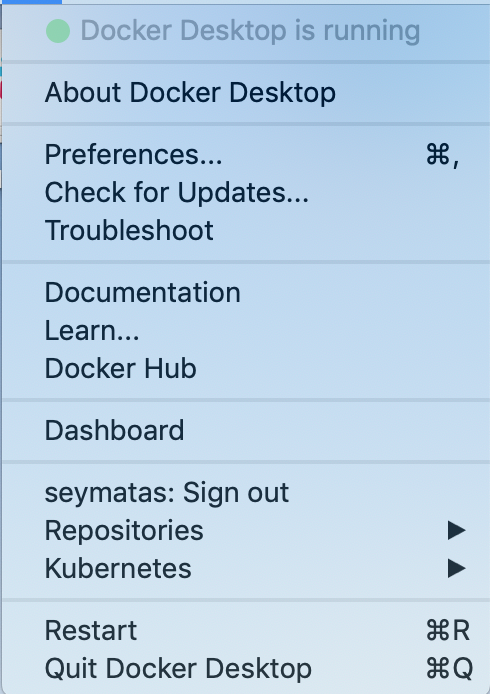 Docker Desktop is running
About Docker Desktop
Preferences... ⌘,
Check for Updates...
Troubleshoot
Documentation
Learn...
Docker Hub
Dashboard
seymatas: Sign out
Repositories ▶
Kubernetes ▶
Restart ⌘R
Quit Docker Desktop ⌘Q